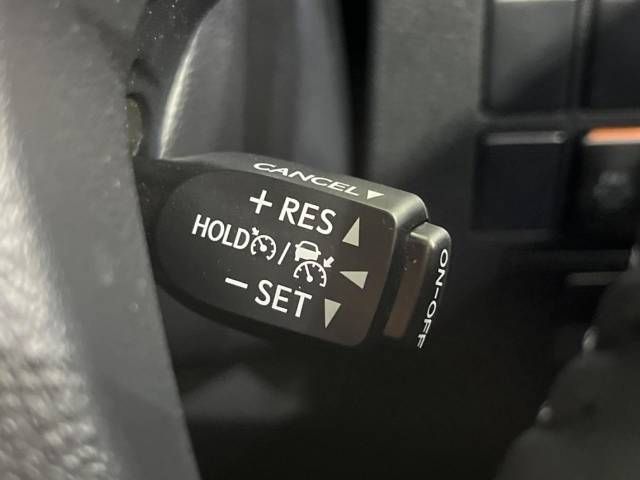 CANCEL▼
+ RES ▲
HOLD / ◀
− SET ▼
ON-OFF